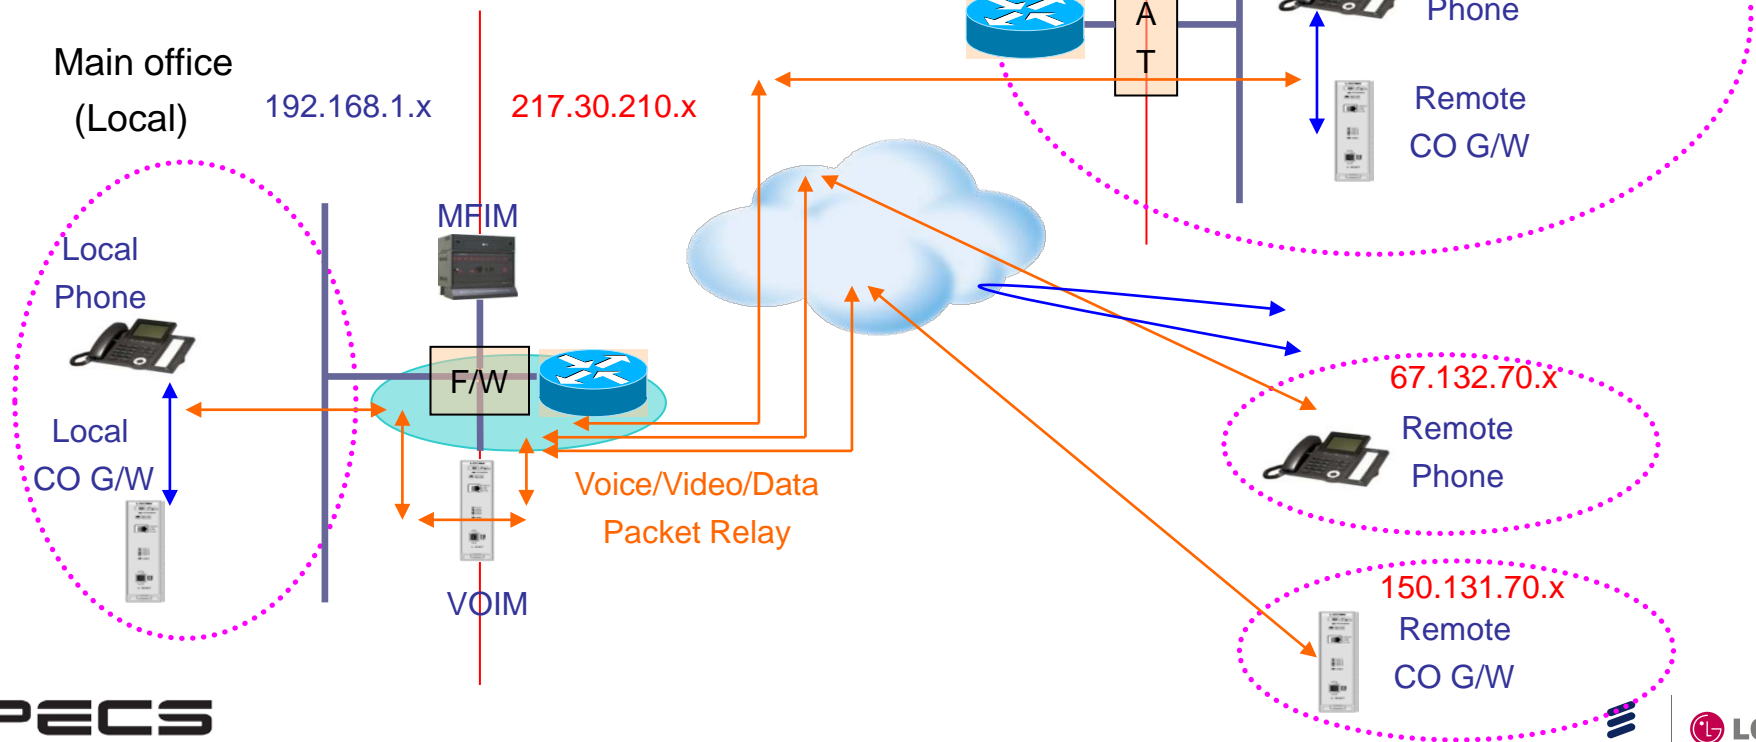 Main office
(Local)
192.168.1.x
217.30.210.x
A
T
Phone
Remote
CO G/W
MFIM
Local
Phone
F/W
Local
CO G/W
Voice/Video/Data
Packet Relay
VOIM
67.132.70.x
Remote
Phone
150.131.70.x
Remote
CO G/W
PECS